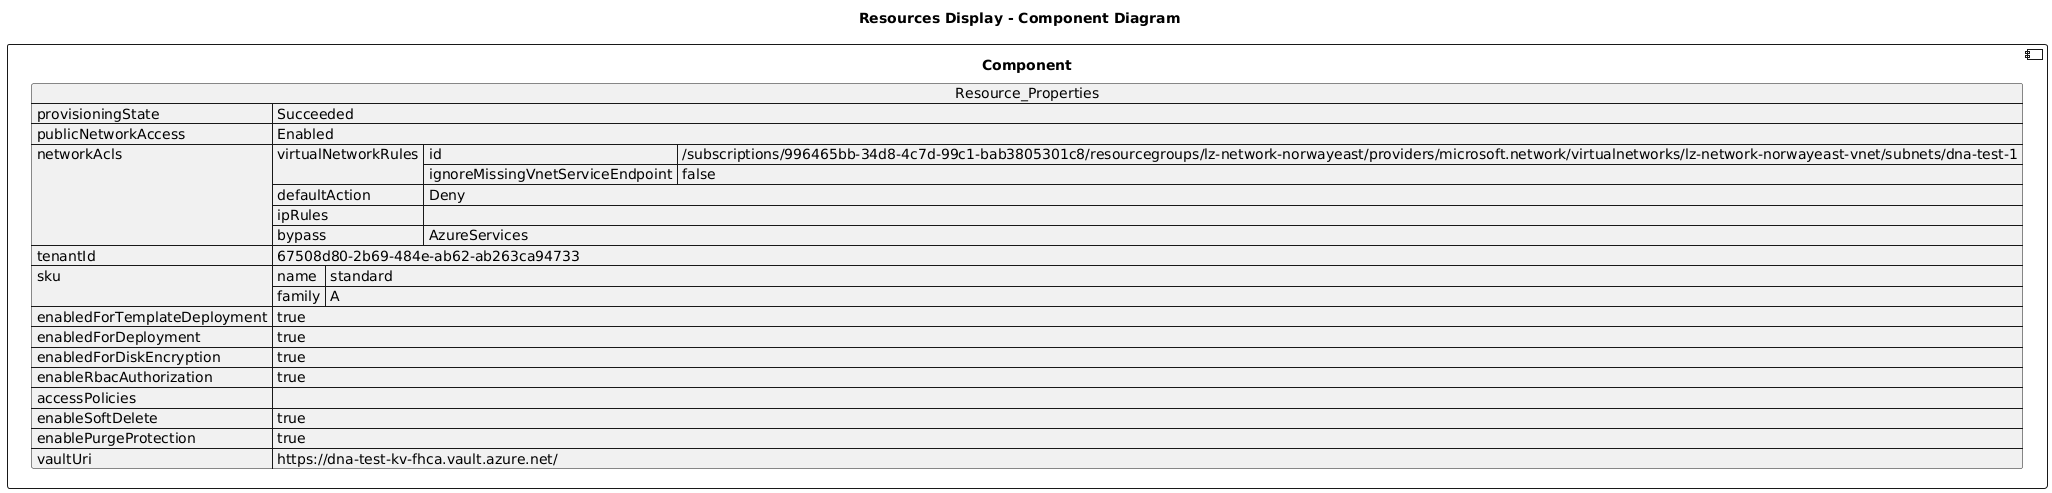 Resources Display - Component Diagram
Component
Resource_Properties
provisioningState Succeeded
publicNetworkAccess Enabled
networkAcls virtualNetworkRules id /subscriptions/996465bb-34d8-4c7d-99c1-bab3805301c8/resourcegroups/lz-network-norwayeast/providers/microsoft.network/virtualnetworks/lz-network-norwayeast-vnet/subnets/dna-test-1
ignoreMissingVnetServiceEndpoint false
defaultAction Deny
ipRules
bypass AzureServices
tenantId 67508d80-2b69-484e-ab62-ab263ca94733
sku name standard
family A
enabledForTemplateDeployment true
enabledForDeployment true
enabledForDiskEncryption true
enableRbacAuthorization true
accessPolicies
enableSoftDelete true
enablePurgeProtection true
vaultUri https://dna-test-kv-fhca.vault.azure.net/